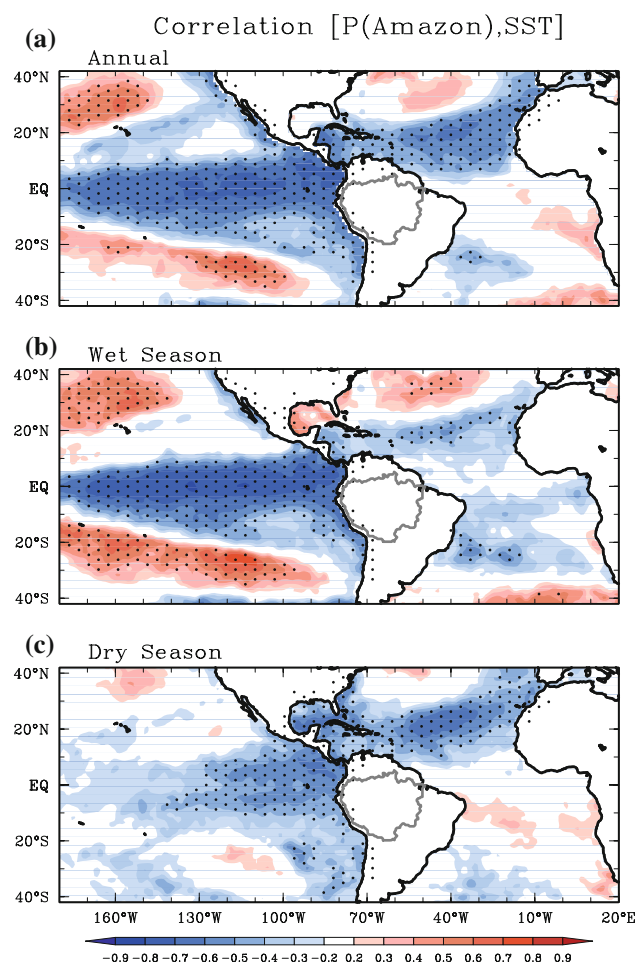 Correlation [P(Amazon),SST]
(a)
Annual
40°N
20°N
EQ
20°S
40°S
(b)
Wet Season
40°N
20°N
EQ
20°S
40°S
(c)
Dry Season
40°N
20°N
EQ
20°S
40°S
160°W 130°W 100°W 70°W 40°W 10°W 20°E
-0.9 -0.8 -0.7 -0.6 -0.5 -0.4 -0.3 -0.2 0.2 0.3 0.4 0.5 0.6 0.7 0.8 0.9